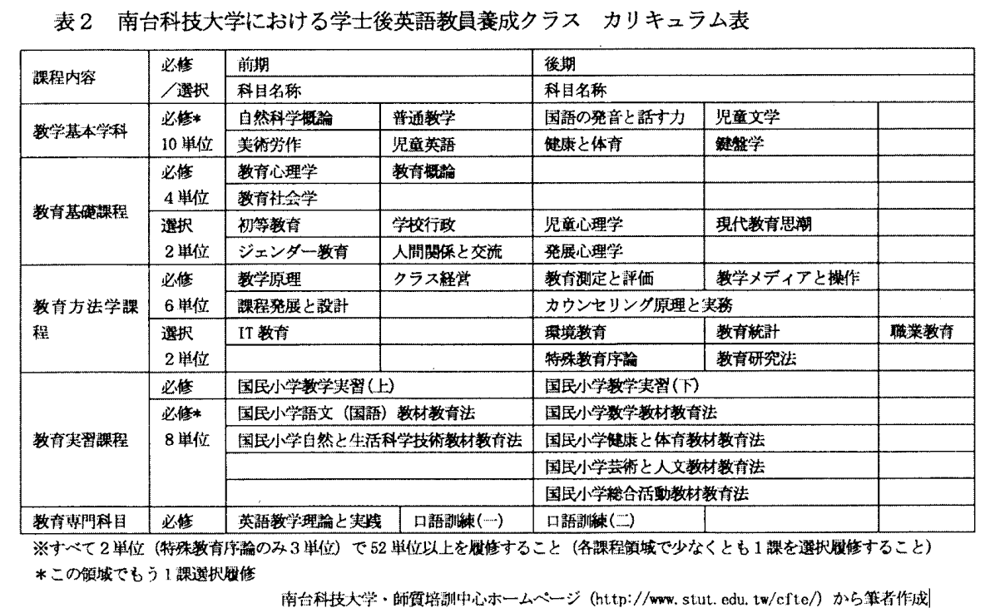 表２　南台科技大学における学士後英語教員養成クラス　カリキュラム表
課程内容 必修／選択 前期 後期
科目名称 科目名称
教学基本学科 必修* 10単位 自然科学概論 普通教学 国語の発音と話す力 児童文学
美術労作 児童英語 健康と体育 鍵盤学
教育基礎課程 必修 4単位 教育心理学 教育概論
教育社会学
選択 2単位 初等教育 学校行政 児童心理学 現代教育思潮
ジェンダー教育 人間関係と交流 発展心理学
教育方法学課程 必修 6単位 教学原理 クラス経営 教育測定と評価 教学メディアと操作
課程発展と設計 カウンセリング原理と実務
選択 2単位 IT教育 環境教育 教育統計 職業教育
特殊教育序論 教育研究法
教育実習課程 必修 国民小学教学実習(上) 国民小学教学実習(下)
必修* 8単位 国民小学語文（国語）教材教育法 国民小学数学教材教育法
国民小学自然と生活科学技術教材教育法 国民小学健康と体育教材教育法
国民小学芸術と人文教材教育法
国民小学総合活動教材教育法
教育専門科目 必修 英語教学理論と実践 口語訓練(一) 口語訓練(二)
※すべて２単位（特殊教育序論のみ３単位）で52単位以上を履修すること（各課程領域で少なくとも１課を選択履修すること）
＊この領域でもう１課選択履修
南台科技大学・師質培訓中心ホームページ（http://www.stut.edu.tw/cfte/）から筆者作成